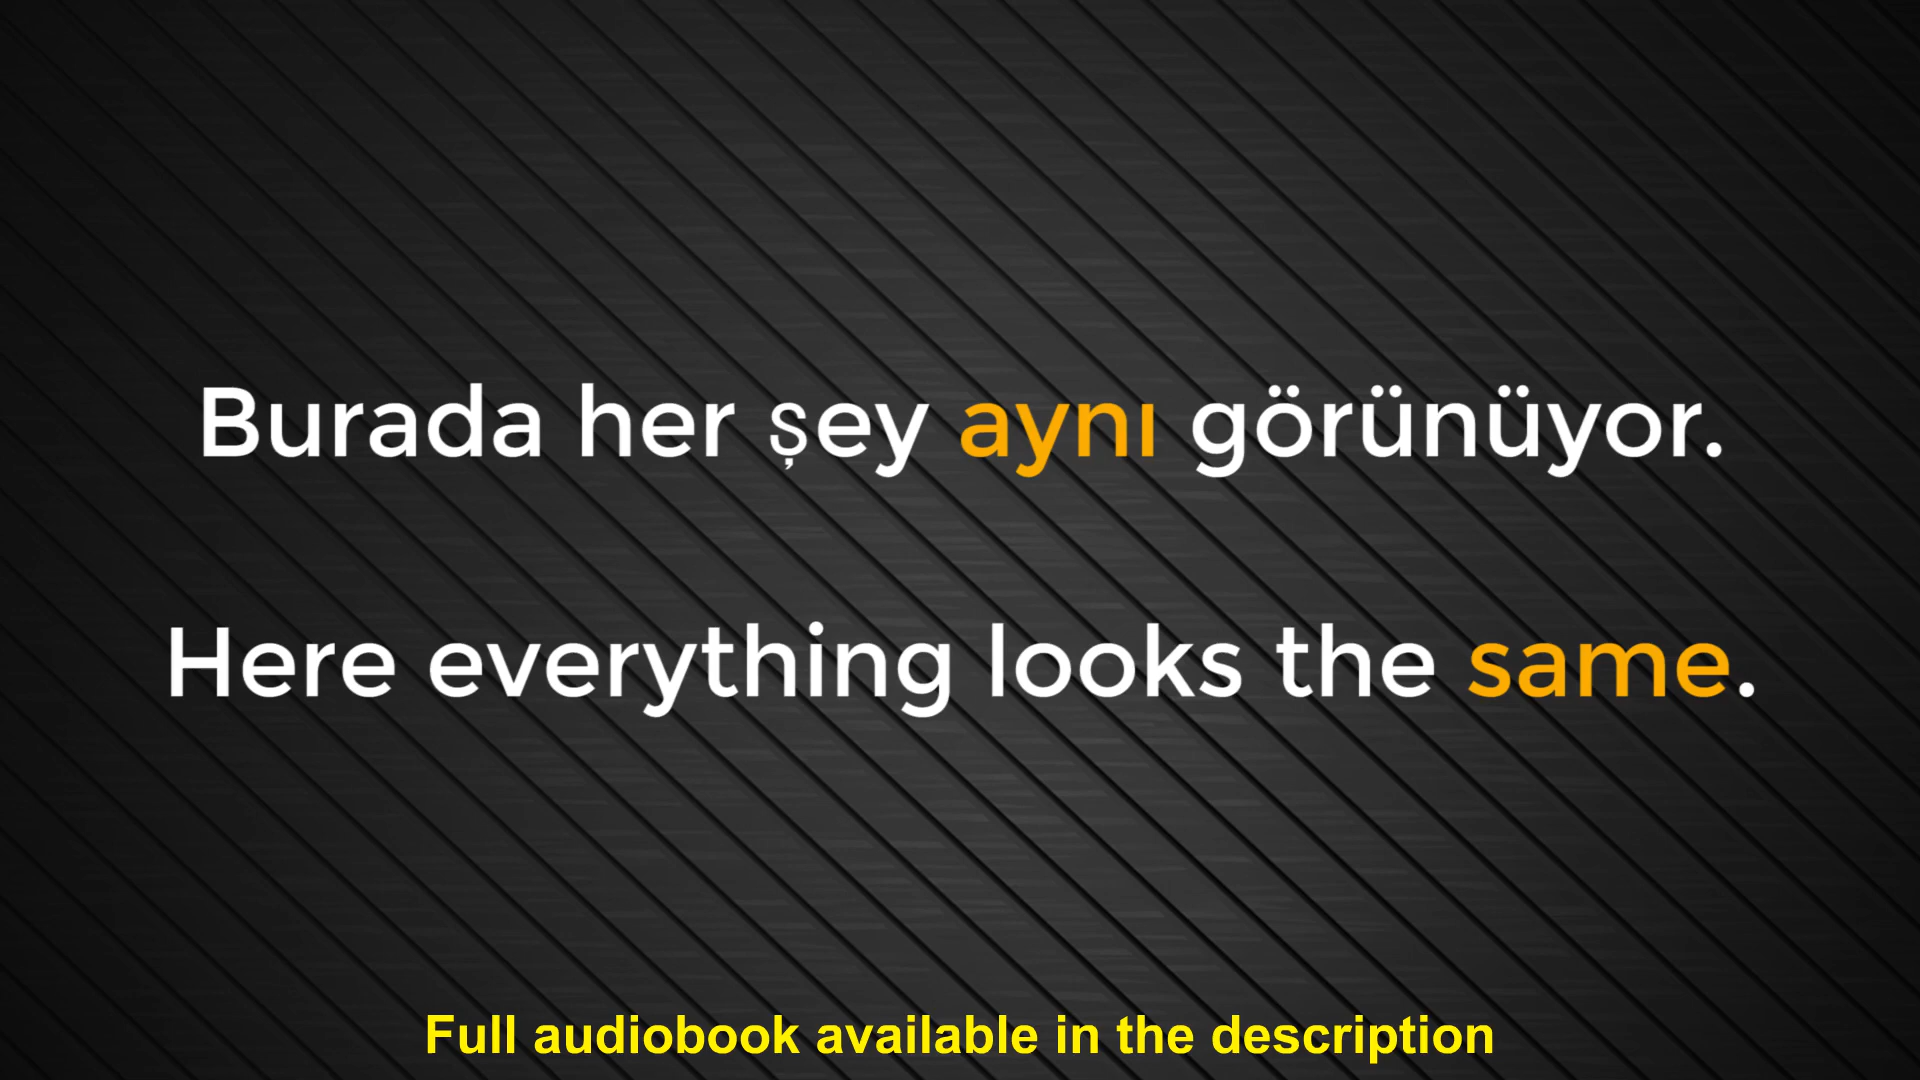 Burada her şey aynı görünüyor.
Here everything looks the same.
Full audiobook available in the description